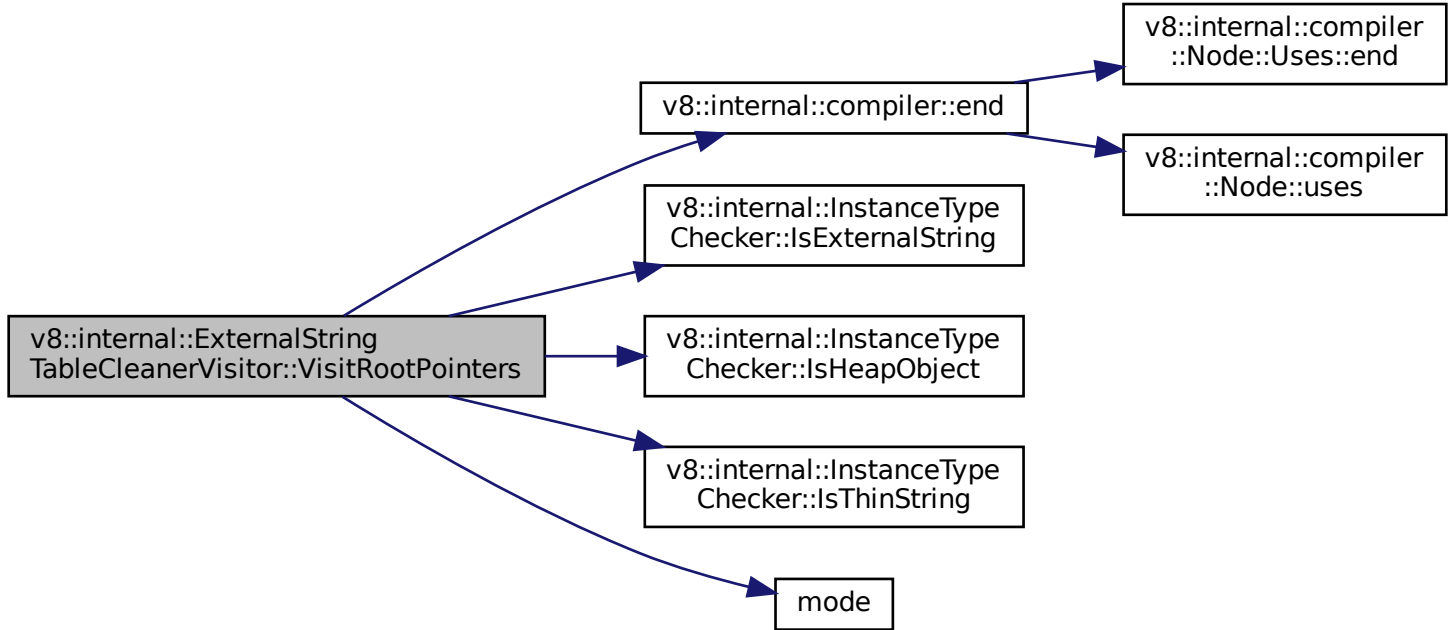 v8::internal::ExternalString
TableCleanerVisitor::VisitRootPointers
v8::internal::compiler::end
v8::internal::compiler
::Node::Uses::end
v8::internal::compiler
::Node::uses
v8::internal::InstanceType
Checker::IsExternalString
v8::internal::InstanceType
Checker::IsHeapObject
v8::internal::InstanceType
Checker::IsThinString
mode